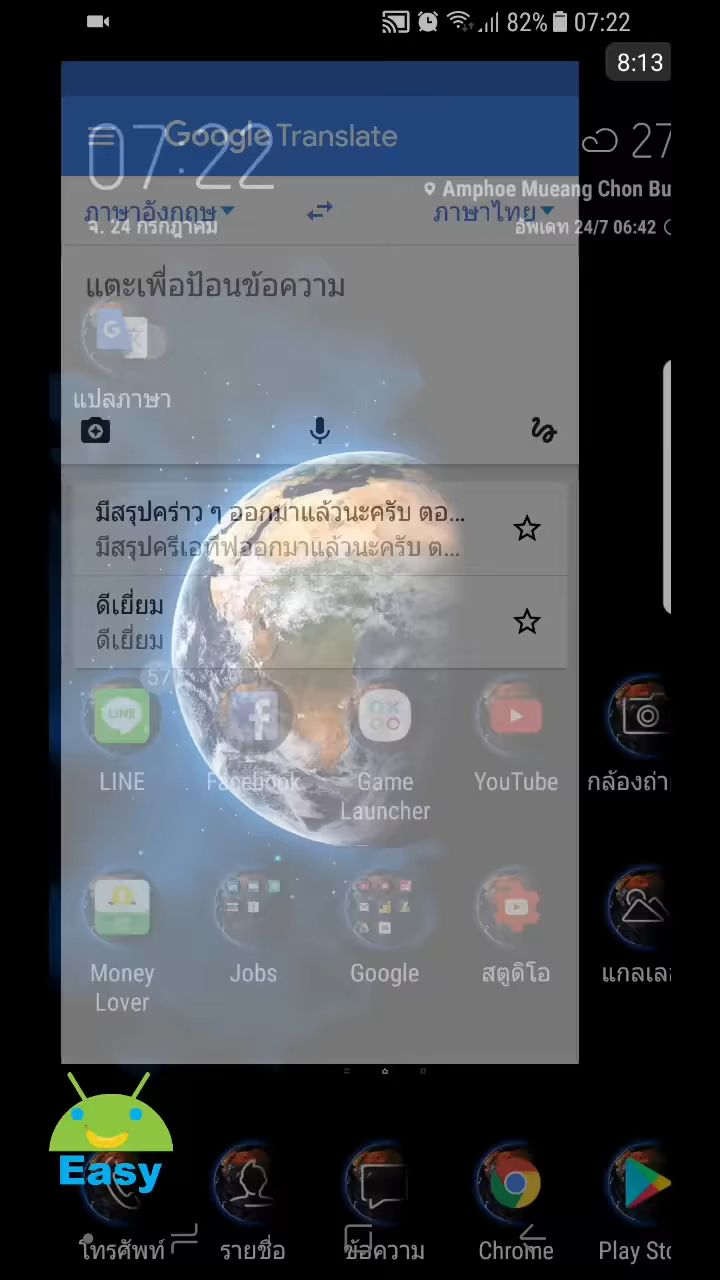 82% 07:22
8:13
Google Translate
07:22
27
Amphoe Mueang Chon Bu
ภาษาอังกฤษ ภาษาไทย
จ. 24 กรกฎาคม
อัพเดท 24/7 06:42
แตะเพื่อป้อนข้อความ
G
แปลภาษา
มีสรุปคร่าว ๆ ออกมาแล้วนะครับ ตอ...
มีสรุปครีเอทีฟออกมาแล้วนะครับ ต...
ดีเยี่ยม
ดีเยี่ยม
57
LINE
LINE Facebook Game Launcher YouTube กล้องถ่า
Money Lover Jobs Google สตูดิโอ แกลเลอ
Easy
โทรศัพท์ รายชื่อ ข้อความ Chrome Play Sto